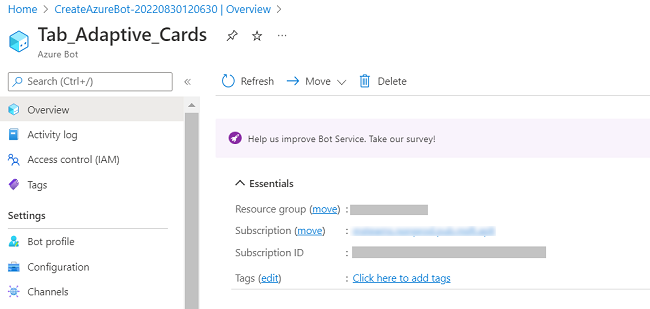 Home > CreateAzureBot-20220830120630 | Overview >
Tab_Adaptive_Cards
Azure Bot
Search (Ctrl+/)
Overview
Activity log
Access control (IAM)
Tags
Settings
Bot profile
Configuration
Channels
Refresh Move Delete
Help us improve Bot Service. Take our survey!
Essentials
Resource group (move) :
Subscription (move) :
Subscription ID :
Tags (edit) : Click here to add tags